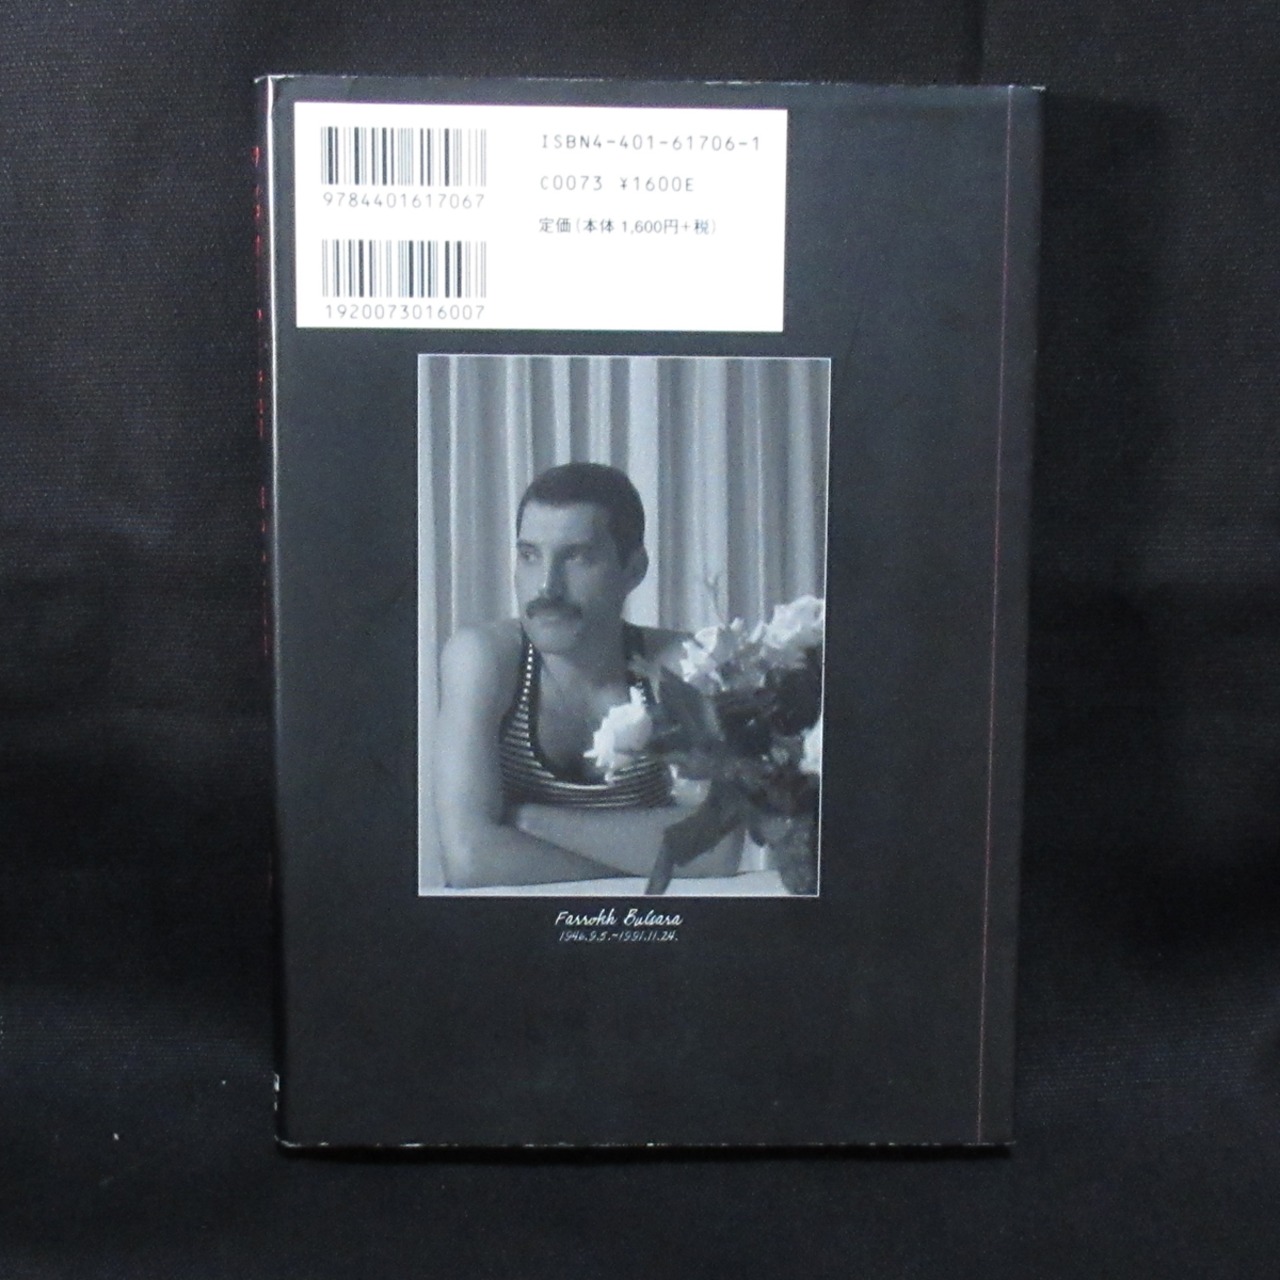 ISBN4-401-61706-1
C0073 ¥1600E
定価(本体 1,600円+税)
9784401617067
1920073016007
Farrokh Bulsara
1946.9.5.-1991.11.24.